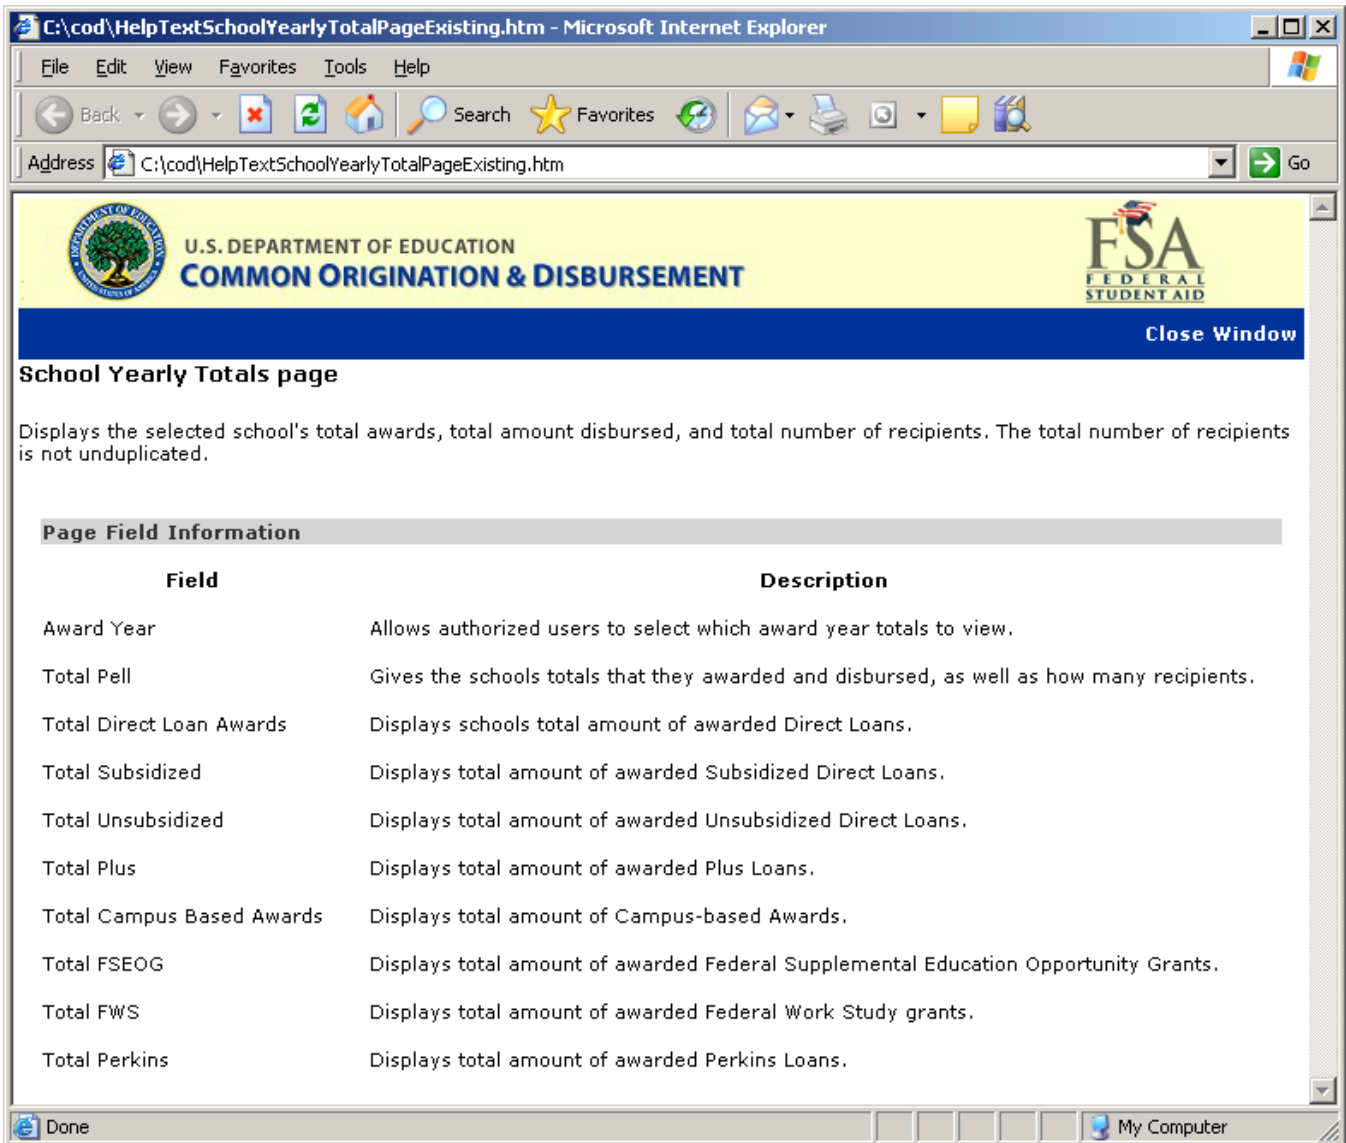 C:\cod\HelpTextSchoolYearlyTotalPageExisting.htm - Microsoft Internet Explorer
File Edit View Favorites Tools Help
Back Search Favorites
Address C:\cod\HelpTextSchoolYearlyTotalPageExisting.htm Go
DEPARTMENT OF EDUCATION
UNITED STATES OF AMERICA
U.S. DEPARTMENT OF EDUCATION
COMMON ORIGINATION & DISBURSEMENT
FSA
FEDERAL
STUDENT AID
Close Window
School Yearly Totals page
Displays the selected school's total awards, total amount disbursed, and total number of recipients. The total number of recipients
is not unduplicated.
Page Field Information
Field Description
Award Year Allows authorized users to select which award year totals to view.
Total Pell Gives the schools totals that they awarded and disbursed, as well as how many recipients.
Total Direct Loan Awards Displays schools total amount of awarded Direct Loans.
Total Subsidized Displays total amount of awarded Subsidized Direct Loans.
Total Unsubsidized Displays total amount of awarded Unsubsidized Direct Loans.
Total Plus Displays total amount of awarded Plus Loans.
Total Campus Based Awards Displays total amount of Campus-based Awards.
Total FSEOG Displays total amount of awarded Federal Supplemental Education Opportunity Grants.
Total FWS Displays total amount of awarded Federal Work Study grants.
Total Perkins Displays total amount of awarded Perkins Loans.
Done My Computer